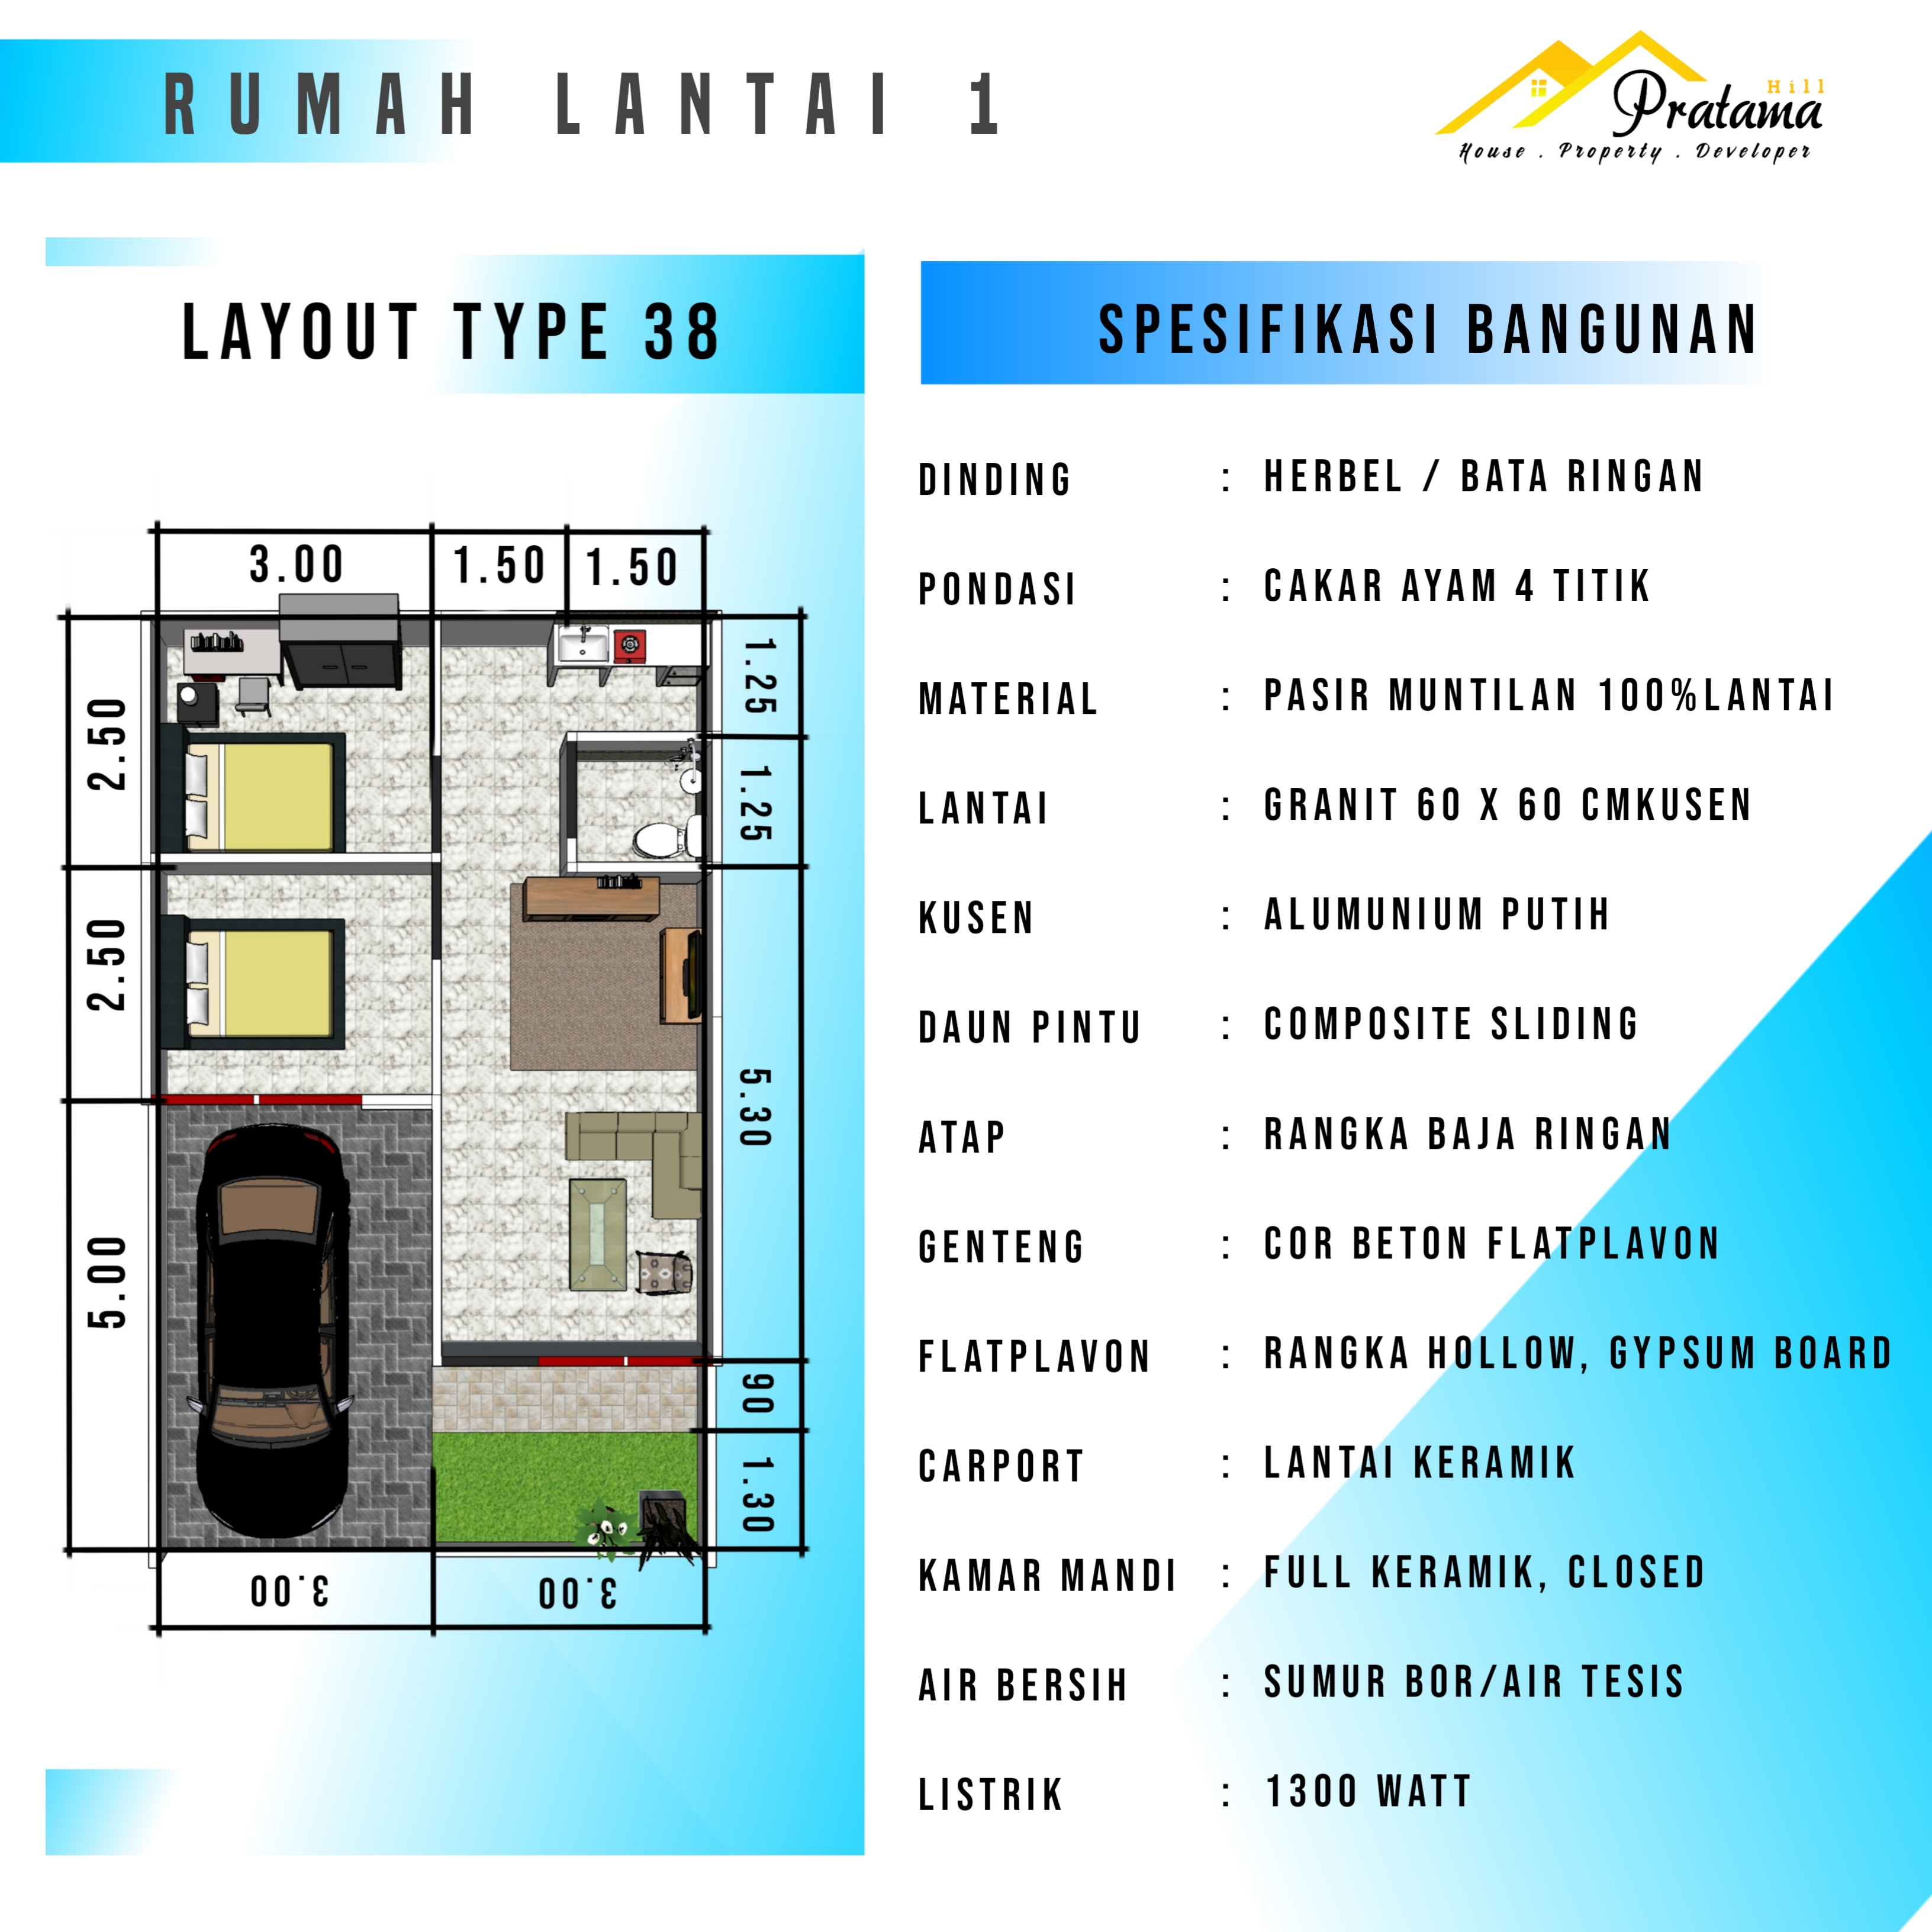 RUMAH LANTAI 1
Hill
Pratama
House . Property . Developer
LAYOUT TYPE 38
3.00
1.50
1.50
2.50
2.50
5.00
1.25
1.25
5.30
90
1.30
3.00
3.00
SPESIFIKASI BANGUNAN
DINDING : HERBEL / BATA RINGAN
PONDASI : CAKAR AYAM 4 TITIK
MATERIAL : PASIR MUNTILAN 100%LANTAI
LANTAI : GRANIT 60 X 60 CMKUSEN
KUSEN : ALUMUNIUM PUTIH
DAUN PINTU : COMPOSITE SLIDING
ATAP : RANGKA BAJA RINGAN
GENTENG : COR BETON FLATPLAVON
FLATPLAVON : RANGKA HOLLOW, GYPSUM BOARD
CARPORT : LANTAI KERAMIK
KAMAR MANDI : FULL KERAMIK, CLOSED
AIR BERSIH : SUMUR BOR/AIR TESIS
LISTRIK : 1300 WATT